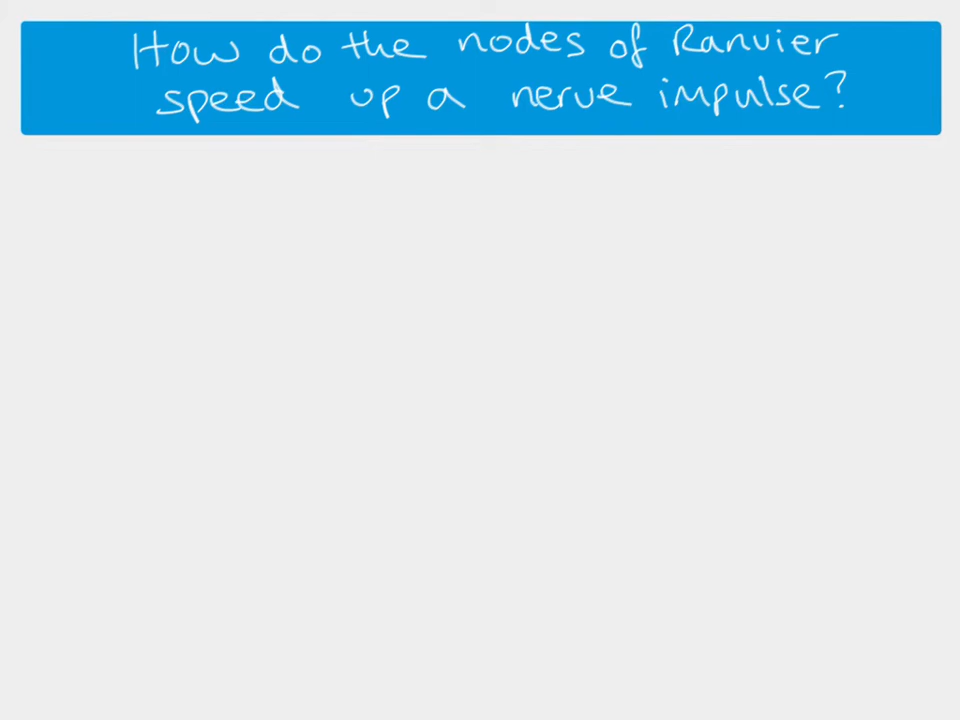 How do the nodes of Ranvier
speed up a nerve impulse?